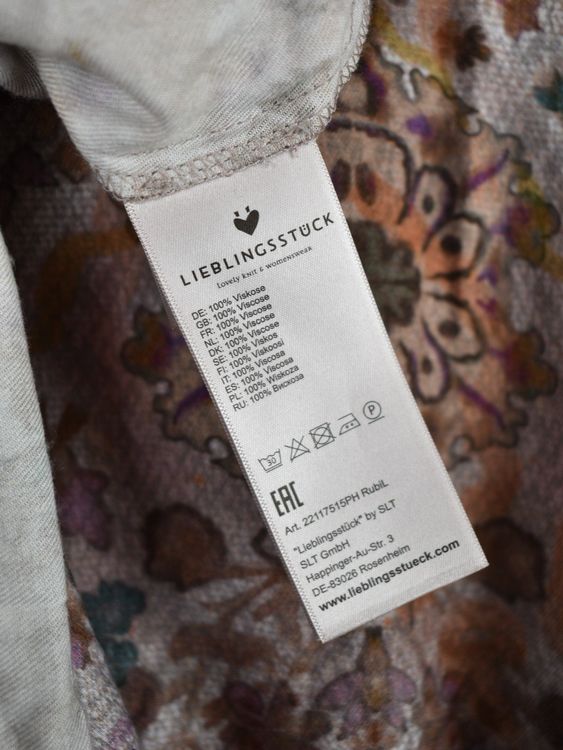 LIEBLINGSSTÜCK
LOVELY KNIT & WOMENSWEAR
DE: 100% Viskose
GB: 100% Viscose
FR: 100% Viscose
NL: 100% Viscose
DK: 100% Viscose
SE: 100% Viskos
FI: 100% Viskoosi
IT: 100% Viscosa
ES: 100% Viscosa
PL: 100% Wiskoza
RU: 100% Вискоза
30 P
EAC
Art. 22117515PH RubiL
"Lieblingsstück" by SLT
SLT GmbH
Happinger-Au-Str. 3
DE-83026 Rosenheim
www.lieblingsstueck.com